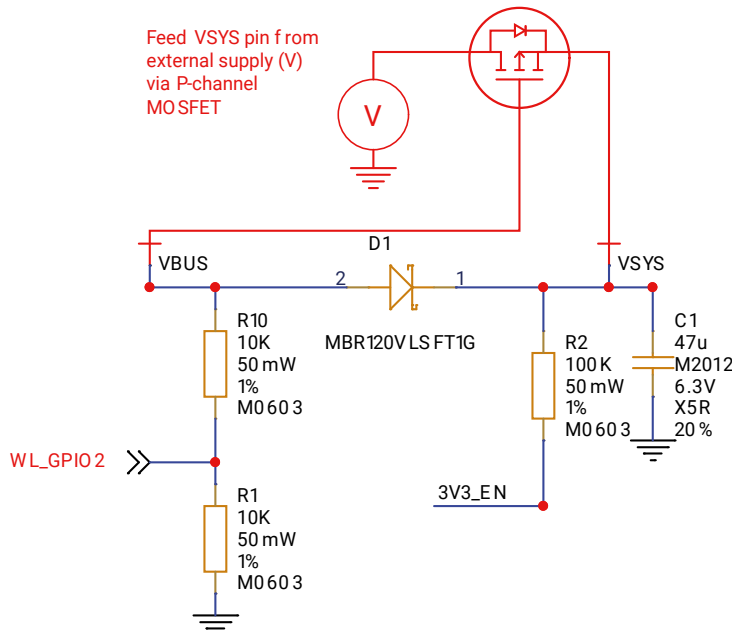 Feed VSYS pin from
external supply (V)
via P-channel
MOSFET
V
D1
VBUS
VSYS
2
1
MBR120VLSFT1G
R10
10K
50mW
1%
M0603
R2
100K
50mW
1%
M0603
C1
47u
M2012
6.3V
X5R
20%
WL_GPIO2
R1
10K
50mW
1%
M0603
3V3_EN